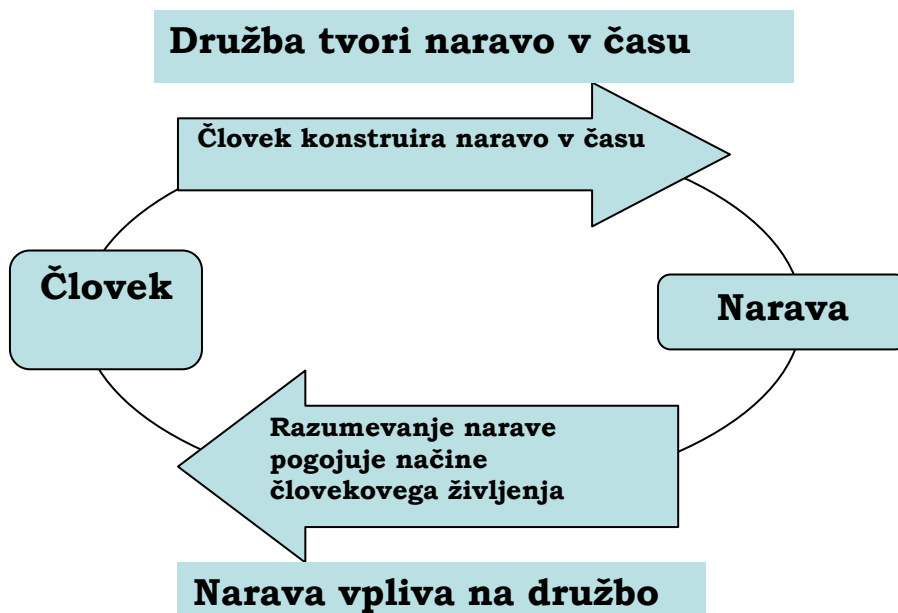 Družba tvori naravo v času
Človek konstruira naravo v času
Človek
Narava
Razumevanje narave
pogojuje načine
človekovega življenja
Narava vpliva na družbo